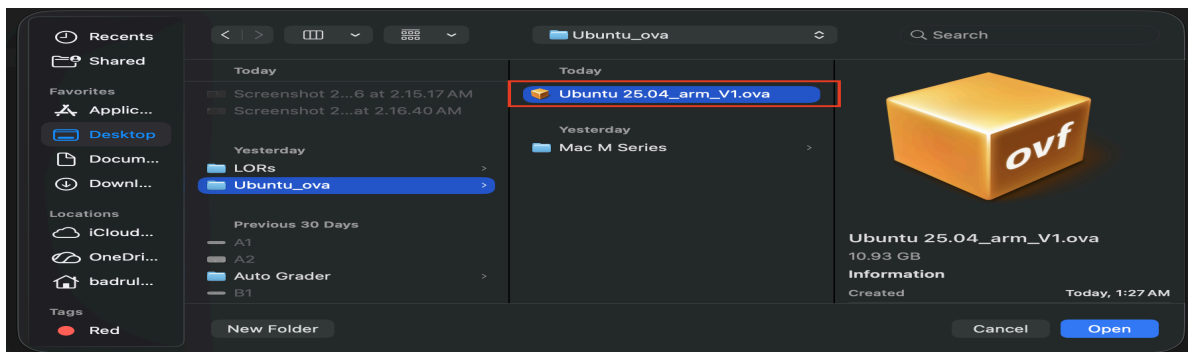 Recents
Shared
Favorites
Applic...
Desktop
Docum...
Downl...
Locations
iCloud...
OneDri...
badrul...
Tags
Red
Ubuntu_ova
Search
Today
Screenshot 2...6 at 2.15.17 AM
Screenshot 2...at 2.16.40 AM
Yesterday
LORs
Ubuntu_ova
Previous 30 Days
A1
A2
Auto Grader
B1
Today
Ubuntu 25.04_arm_V1.ova
Yesterday
Mac M Series
ovf
Ubuntu 25.04_arm_V1.ova
10.93 GB
Information
Created Today, 1:27 AM
New Folder
Cancel Open